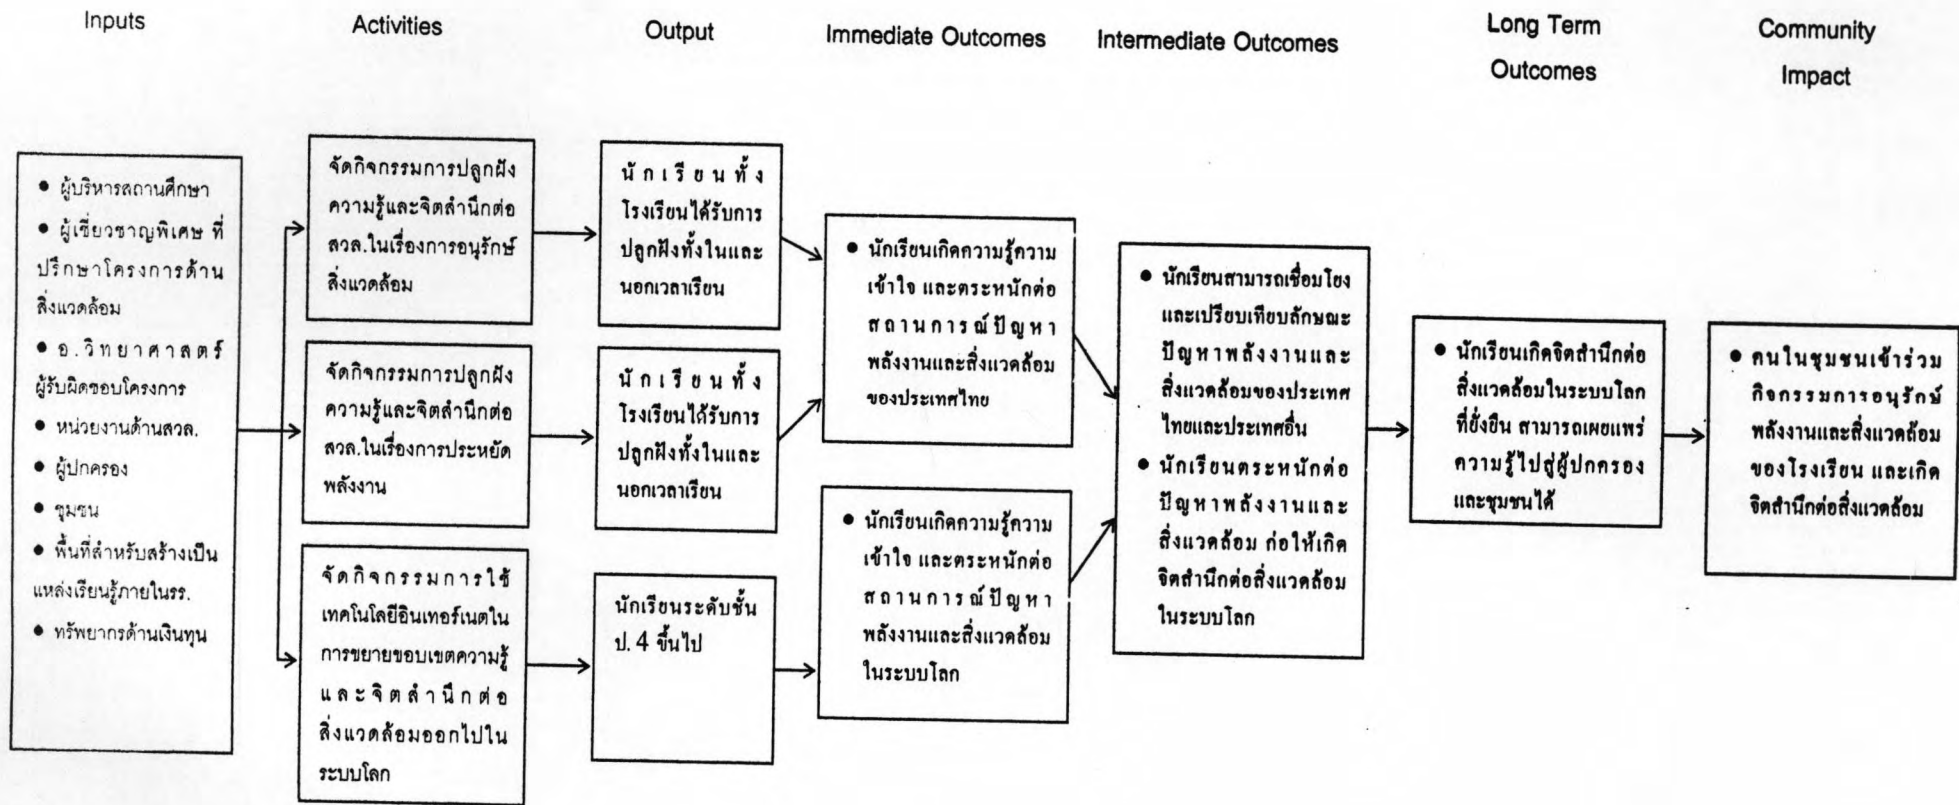 Inputs
Activities
Output
Immediate Outcomes
Intermediate Outcomes
Long Term
Outcomes
Community
Impact
● ผู้บริหารสถานศึกษา
● ผู้เชี่ยวชาญพิเศษ ที่
ปรึกษาโครงการด้าน
สิ่งแวดล้อม
● อ.วิทยาศาสตร์
ผู้รับผิดชอบโครงการ
● หน่วยงานด้านสวล.
● ผู้ปกครอง
● ชุมชน
● พื้นที่สำหรับสร้างเป็น
แหล่งเรียนรู้ภายในรร.
● ทรัพยากรด้านเงินทุน
จัดกิจกรรมการปลูกฝัง
ความรู้และจิตสำนึกต่อ
สวล.ในเรื่องการอนุรักษ์
สิ่งแวดล้อม
จัดกิจกรรมการปลูกฝัง
ความรู้และจิตสำนึกต่อ
สวล.ในเรื่องการประหยัด
พลังงาน
จัดกิจกรรมการใช้
เทคโนโลยีอินเทอร์เนตใน
การขยายขอบเขตความรู้
และจิตสำนึกต่อ
สิ่งแวดล้อมออกไปใน
ระบบโลก
นักเรียนทั้ง
โรงเรียนได้รับการ
ปลูกฝังทั้งในและ
นอกเวลาเรียน
นักเรียนทั้ง
โรงเรียนได้รับการ
ปลูกฝังทั้งในและ
นอกเวลาเรียน
นักเรียนระดับชั้น
ป.4 ขึ้นไป
● นักเรียนเกิดความรู้ความ
เข้าใจ และตระหนักต่อ
สถานการณ์ปัญหา
พลังงานและสิ่งแวดล้อม
ของประเทศไทย
● นักเรียนเกิดความรู้ความ
เข้าใจ และตระหนักต่อ
สถานการณ์ปัญหา
พลังงานและสิ่งแวดล้อม
ในระบบโลก
● นักเรียนสามารถเชื่อมโยง
และเปรียบเทียบลักษณะ
ปัญหาพลังงานและ
สิ่งแวดล้อมของประเทศ
ไทยและประเทศอื่น
● นักเรียนตระหนักต่อ
ปัญหาพลังงานและ
สิ่งแวดล้อม ก่อให้เกิด
จิตสำนึกต่อสิ่งแวดล้อม
ในระบบโลก
● นักเรียนเกิดจิตสำนึกต่อ
สิ่งแวดล้อมในระบบโลก
ที่ยั่งยืน สามารถเผยแพร่
ความรู้ไปสู่ผู้ปกครอง
และชุมชนได้
● คนในชุมชนเข้าร่วม
กิจกรรมการอนุรักษ์
พลังงานและสิ่งแวดล้อม
ของโรงเรียน และเกิด
จิตสำนึกต่อสิ่งแวดล้อม